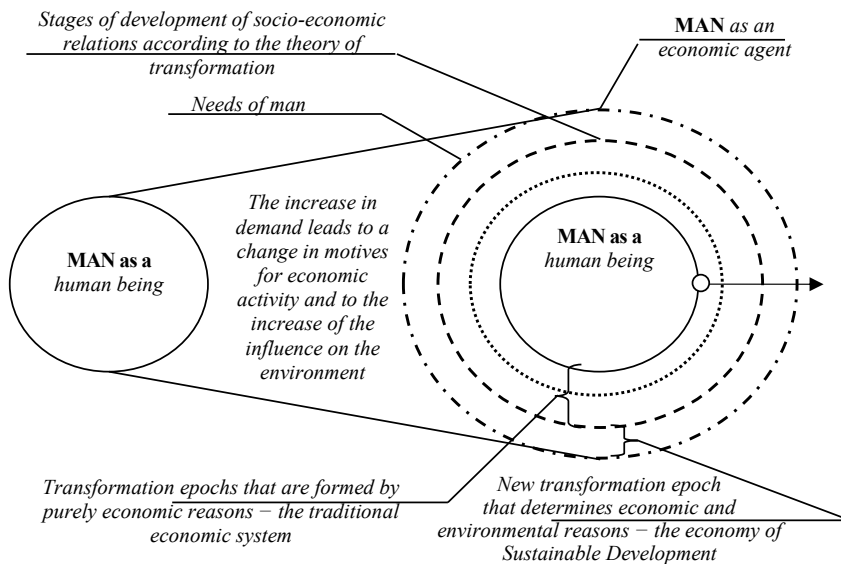 Stages of development of socio-economic
relations according to the theory of
transformation
MAN as an
economic agent
Needs of man
The increase in
demand leads to a
change in motives
for economic
activity and to the
increase of the
influence on the
environment
MAN as a
human being
MAN as a
human being
Transformation epochs that are formed by
purely economic reasons − the traditional
economic system
New transformation epoch
that determines economic and
environmental reasons − the economy of
Sustainable Development